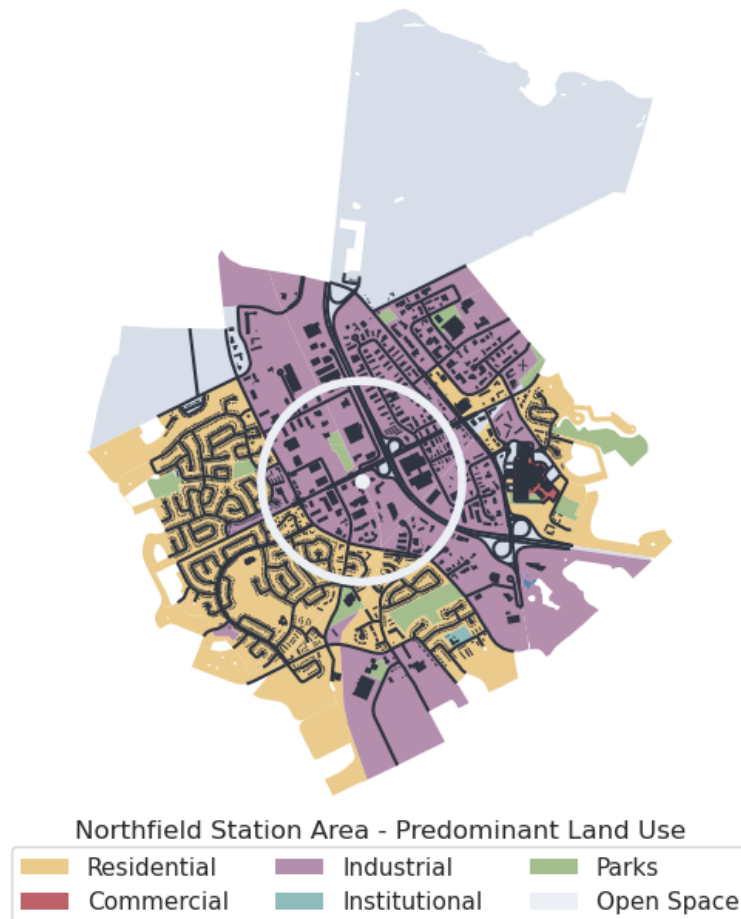 Northfield Station Area - Predominant Land Use
Residential Industrial Parks
Commercial Institutional Open Space